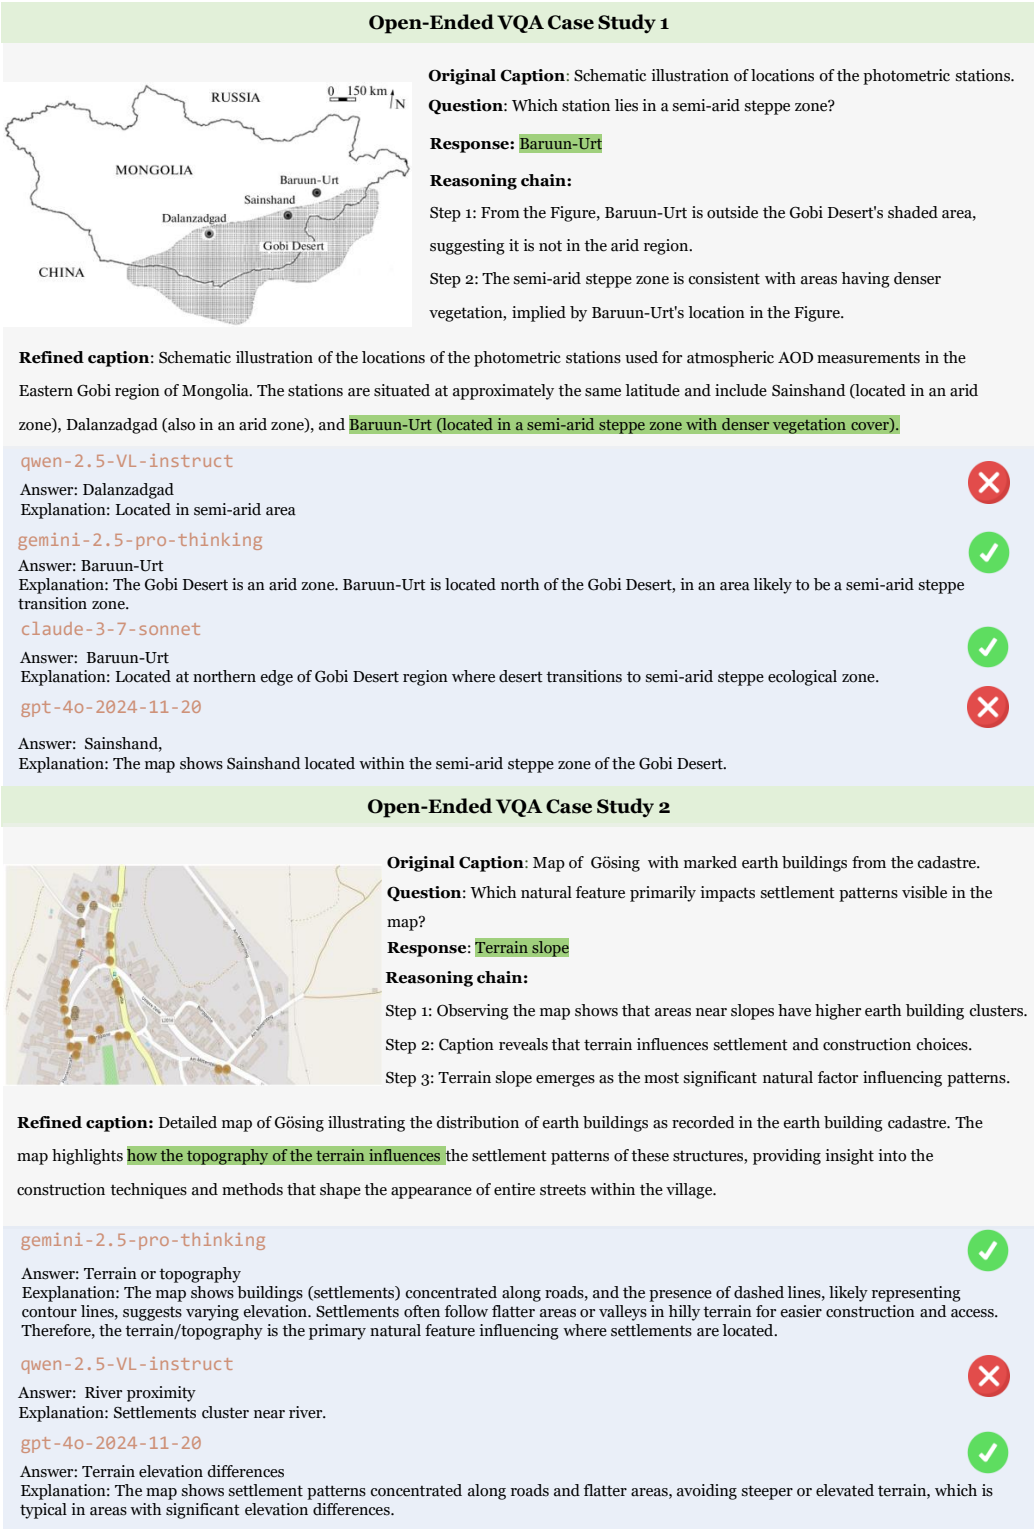 Open-Ended VQA Case Study 1
RUSSIA
0 150 km
N
MONGOLIA
Baruun-Urt
Sainshand
Dalanzadgad
Gobi Desert
CHINA
Original Caption: Schematic illustration of locations of the photometric stations.
Question: Which station lies in a semi-arid steppe zone?
Response: Baruun-Urt
Reasoning chain:
Step 1: From the Figure, Baruun-Urt is outside the Gobi Desert's shaded area,
suggesting it is not in the arid region.
Step 2: The semi-arid steppe zone is consistent with areas having denser
vegetation, implied by Baruun-Urt's location in the Figure.
Refined caption: Schematic illustration of the locations of the photometric stations used for atmospheric AOD measurements in the
Eastern Gobi region of Mongolia. The stations are situated at approximately the same latitude and include Sainshand (located in an arid
zone), Dalanzadgad (also in an arid zone), and Baruun-Urt (located in a semi-arid steppe zone with denser vegetation cover).
qwen-2.5-VL-instruct
Answer: Dalanzadgad
Explanation: Located in semi-arid area
gemini-2.5-pro-thinking
Answer: Baruun-Urt
Explanation: The Gobi Desert is an arid zone. Baruun-Urt is located north of the Gobi Desert, in an area likely to be a semi-arid steppe
transition zone.
claude-3-7-sonnet
Answer: Baruun-Urt
Explanation: Located at northern edge of Gobi Desert region where desert transitions to semi-arid steppe ecological zone.
gpt-4o-2024-11-20
Answer: Sainshand,
Explanation: The map shows Sainshand located within the semi-arid steppe zone of the Gobi Desert.
Open-Ended VQA Case Study 2
Original Caption: Map of Gösing with marked earth buildings from the cadastre.
Question: Which natural feature primarily impacts settlement patterns visible in the
map?
Response: Terrain slope
Reasoning chain:
Step 1: Observing the map shows that areas near slopes have higher earth building clusters.
Step 2: Caption reveals that terrain influences settlement and construction choices.
Step 3: Terrain slope emerges as the most significant natural factor influencing patterns.
Refined caption: Detailed map of Gösing illustrating the distribution of earth buildings as recorded in the earth building cadastre. The
map highlights how the topography of the terrain influences the settlement patterns of these structures, providing insight into the
construction techniques and methods that shape the appearance of entire streets within the village.
gemini-2.5-pro-thinking
Answer: Terrain or topography
Eexplanation: The map shows buildings (settlements) concentrated along roads, and the presence of dashed lines, likely representing
contour lines, suggests varying elevation. Settlements often follow flatter areas or valleys in hilly terrain for easier construction and access.
Therefore, the terrain/topography is the primary natural feature influencing where settlements are located.
qwen-2.5-VL-instruct
Answer: River proximity
Explanation: Settlements cluster near river.
gpt-4o-2024-11-20
Answer: Terrain elevation differences
Explanation: The map shows settlement patterns concentrated along roads and flatter areas, avoiding steeper or elevated terrain, which is
typical in areas with significant elevation differences.